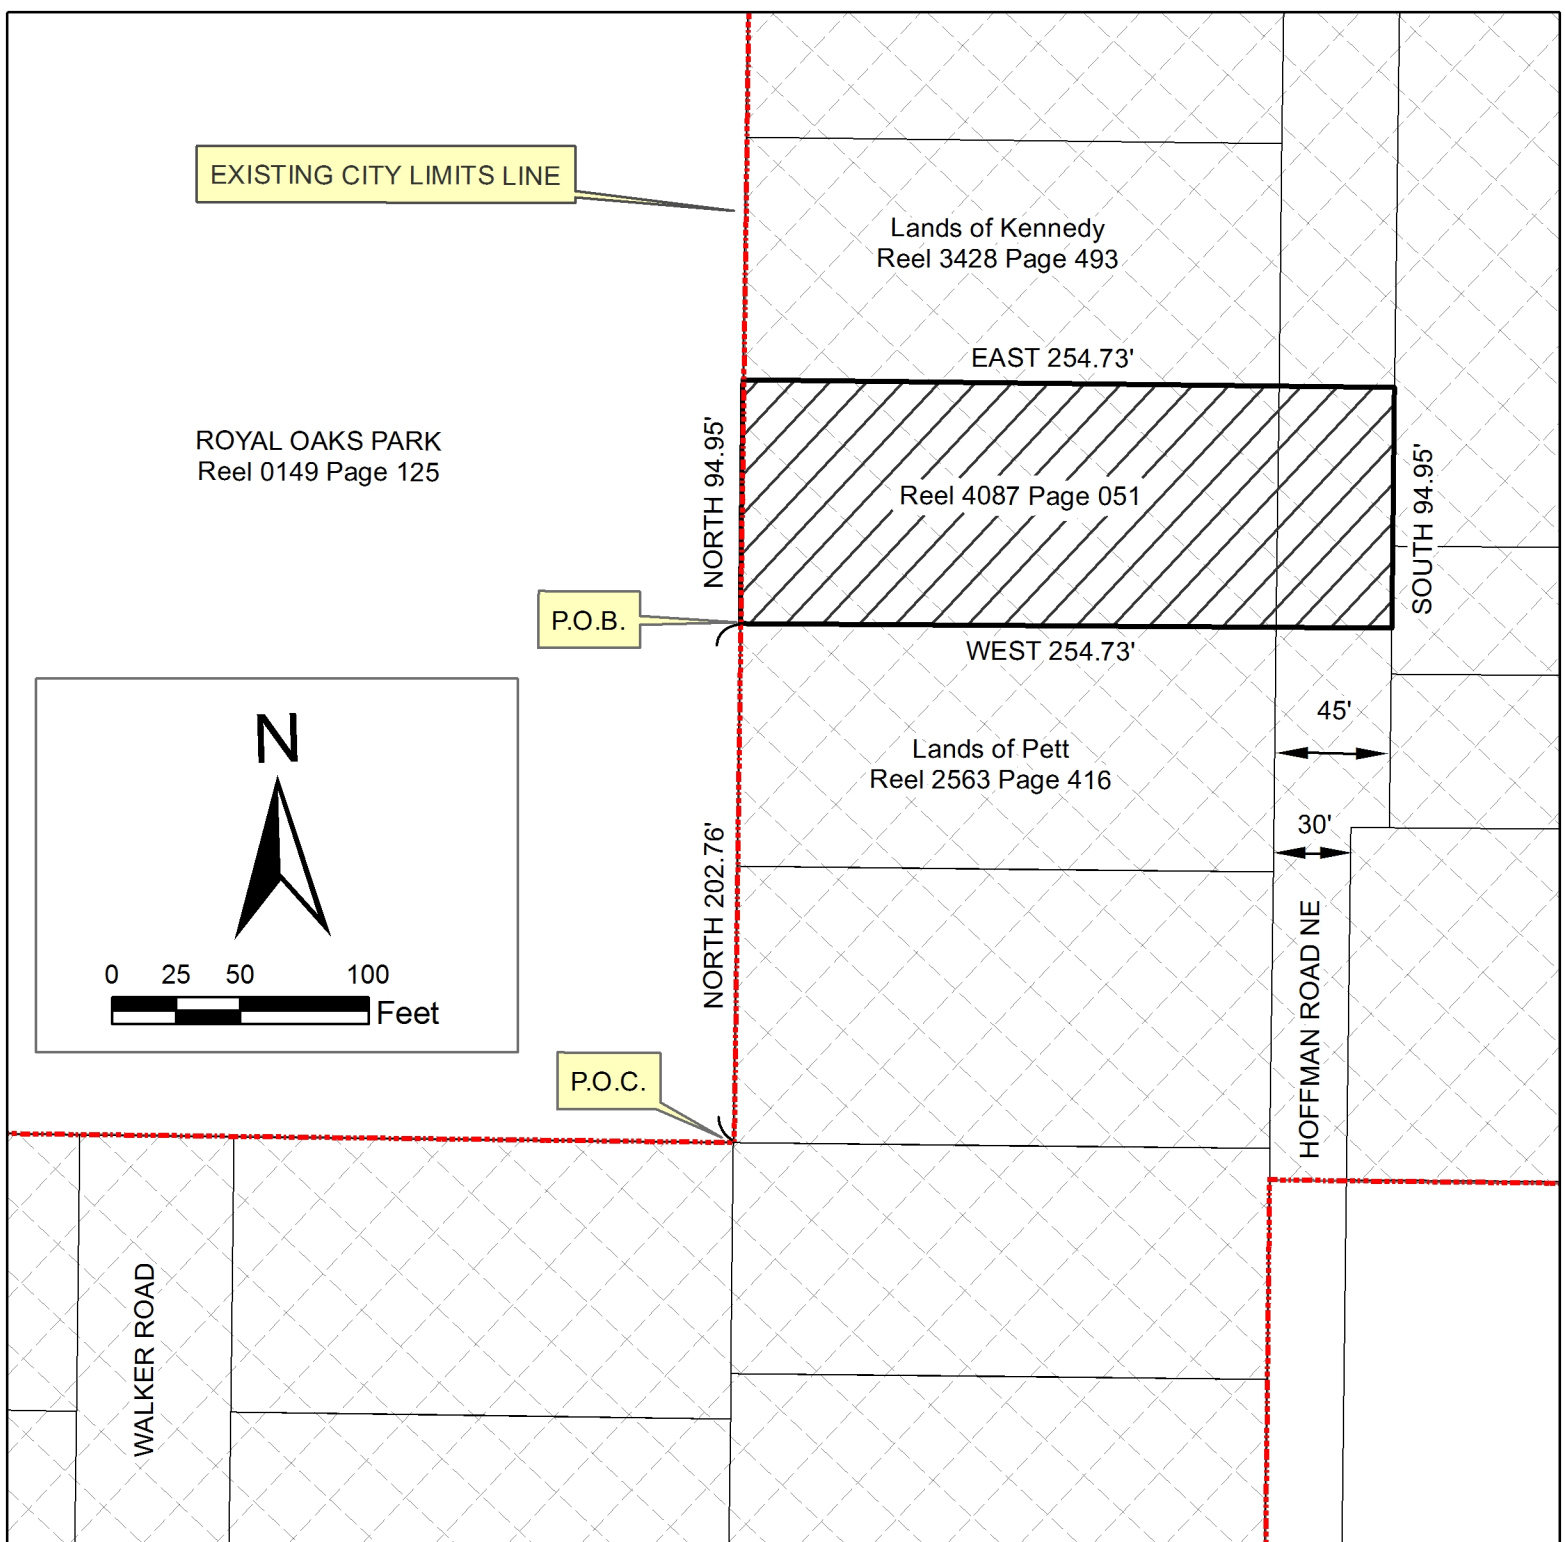 EXISTING CITY LIMITS LINE
Lands of Kennedy
Reel 3428 Page 493
EAST 254.73'
ROYAL OAKS PARK
Reel 0149 Page 125
NORTH 94.95'
Reel 4087 Page 051
SOUTH 94.95'
P.O.B.
WEST 254.73'
45'
Lands of Pett
Reel 2563 Page 416
N
30'
NORTH 202.76'
HOFFMAN ROAD NE
0 25 50 100
Feet
P.O.C.
WALKER ROAD